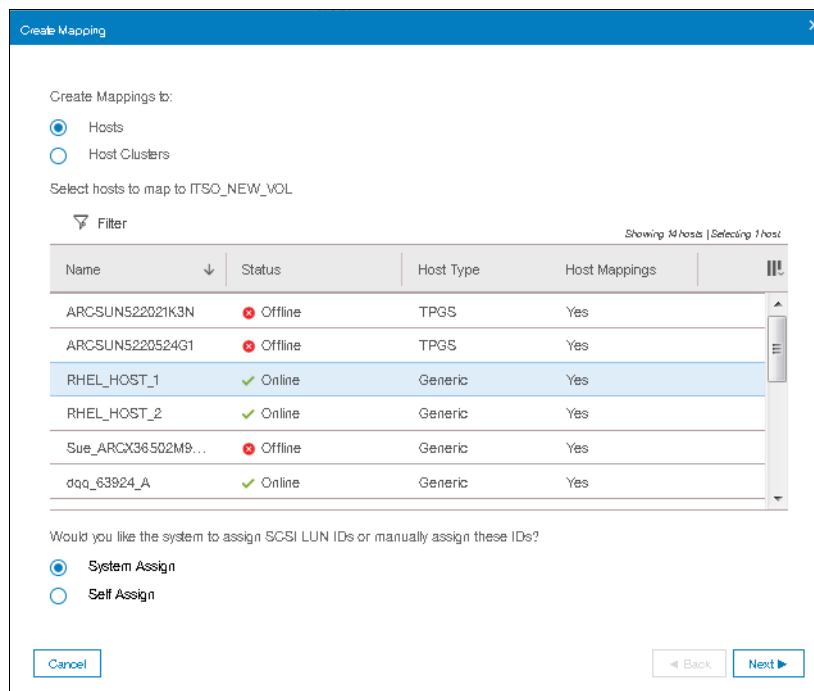 Create Mapping
Create Mappings to:
Hosts
Host Clusters
Select hosts to map to ITSO_NEW_VOL
Filter
Showing 14 hosts | Selecting 1 host
Name Status Host Type Host Mappings
ARCSUN522021K3N Offline TPGS Yes
ARCSUN5220524G1 Offline TPGS Yes
RHEL_HOST_1 Online Generic Yes
RHEL_HOST_2 Online Generic Yes
Sue_ARCX36502M9... Offline Generic Yes
dqq_63924_A Online Generic Yes
Would you like the system to assign SCSI LUN IDs or manually assign these IDs?
System Assign
Self Assign
Cancel
Back
Next